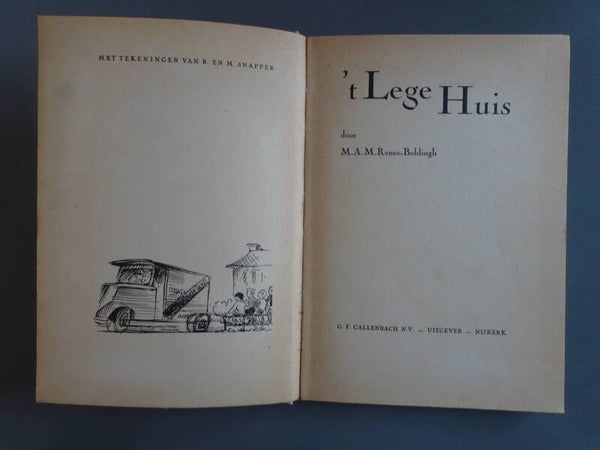 MET TEKENINGEN VAN R. EN M. SNAPPER
't Lege Huis
door
M. A. M. Renes-Boldingh
C. F. CALLENBACH N.V. — UITGEVER — NIJKERK